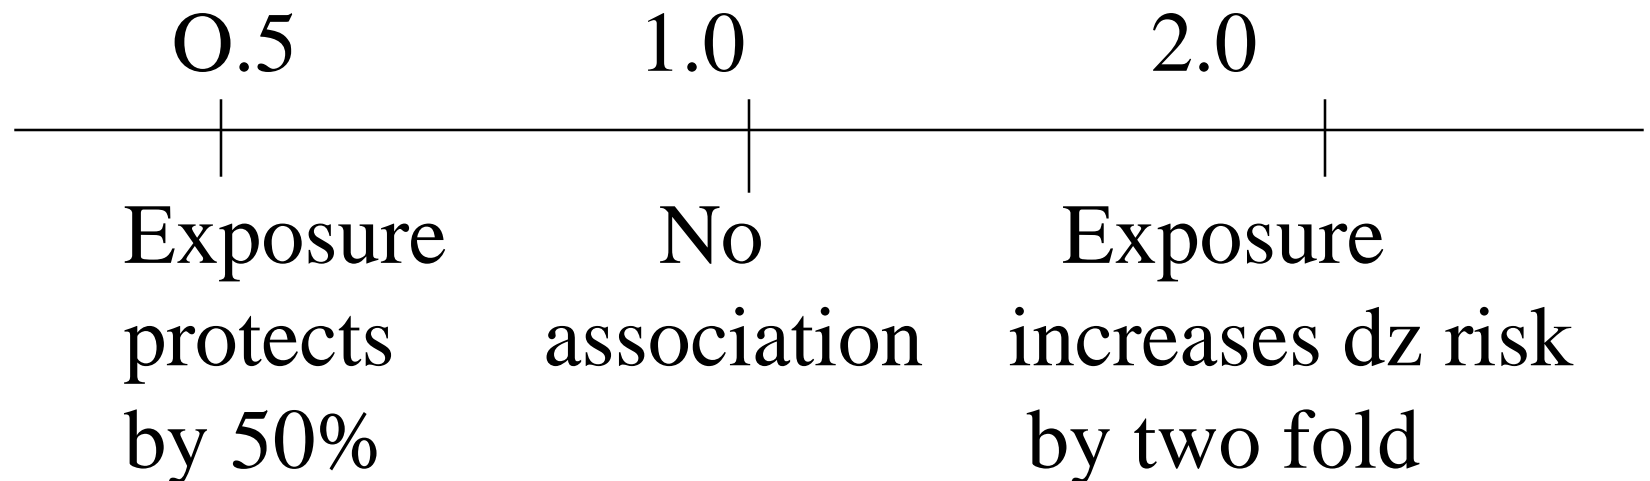 O.5 1.0 2.0
Exposure No Exposure
protects association increases dz risk
by 50% by two fold